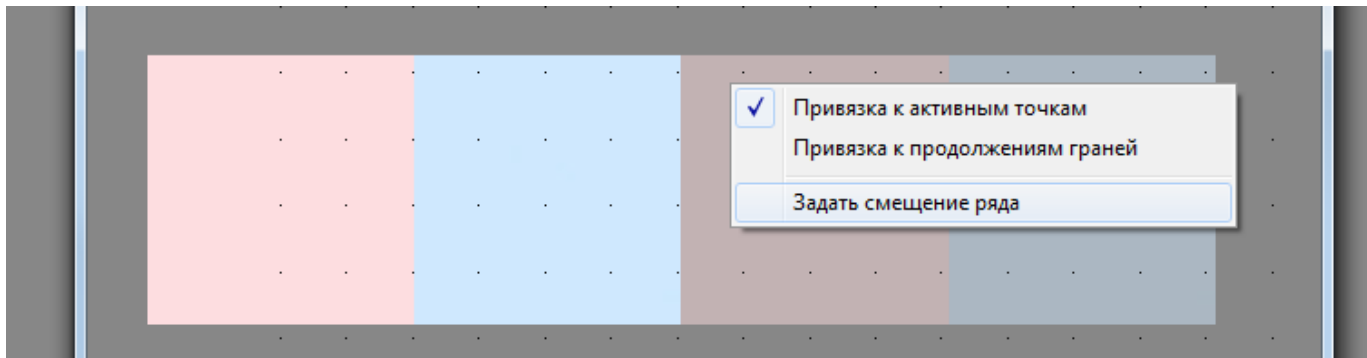 Привязка к активным точкам
Привязка к продолжениям граней
Задать смещение ряда